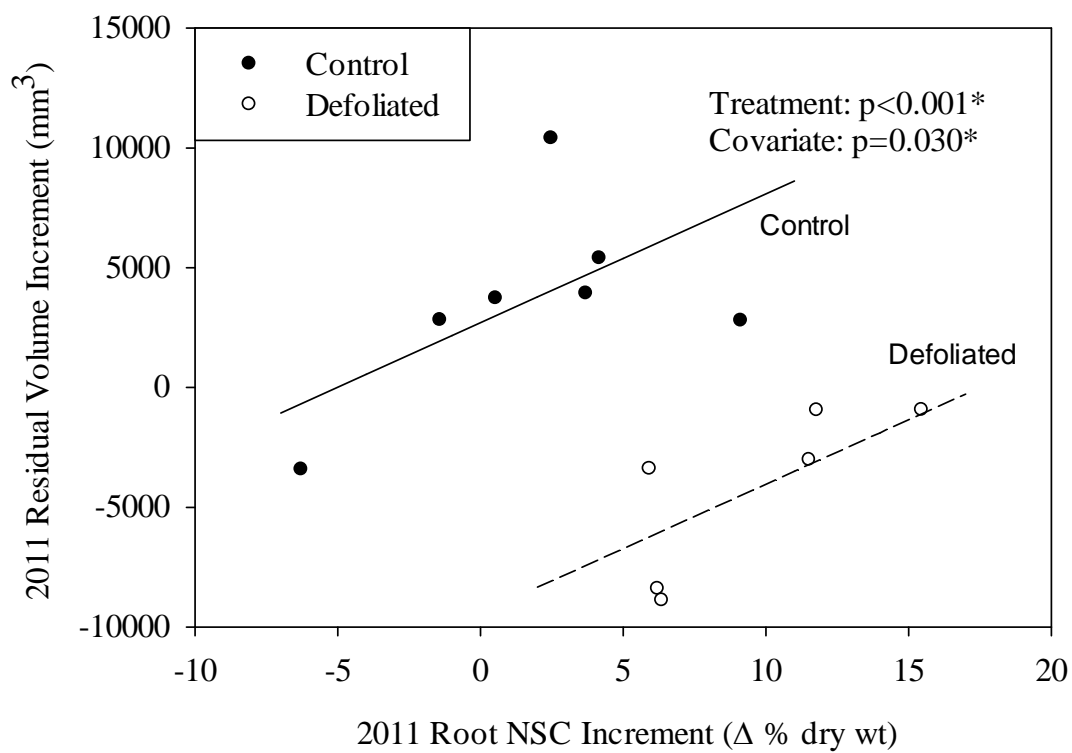 15000
10000
5000
0
-5000
-10000
2011 Residual Volume Increment (mm³)
Control
Defoliated
Treatment: p<0.001*
Covariate: p=0.030*
Control
Defoliated
-10 -5 0 5 10 15 20
2011 Root NSC Increment (Δ % dry wt)